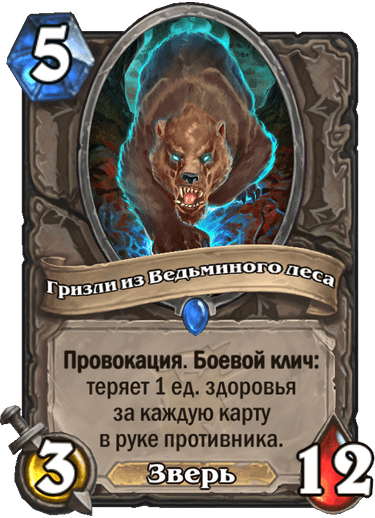 5
Гризли из Ведьминого леса
Провокация. Боевой клич:
теряет 1 ед. здоровья
за каждую карту
в руке противника.
3
Зверь
12